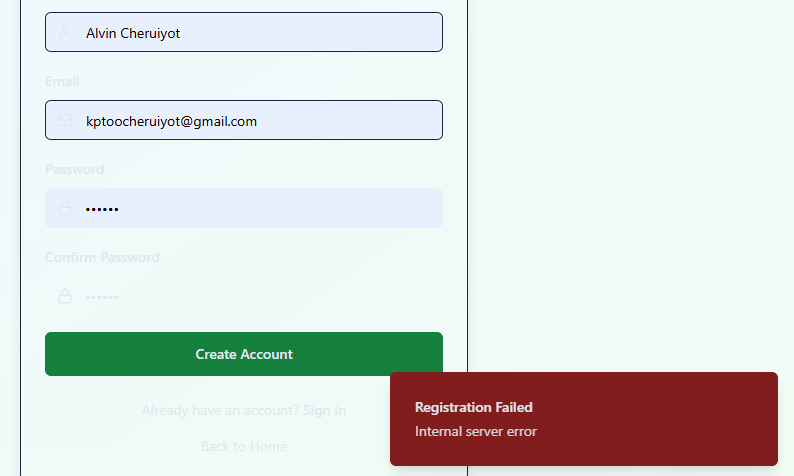 Alvin Cheruiyot
Email
kptoocheruiyot@gmail.com
Password
••••••
Confirm Password
••••••
Create Account
Already have an account? Sign in
Back to Home
Registration Failed
Internal server error